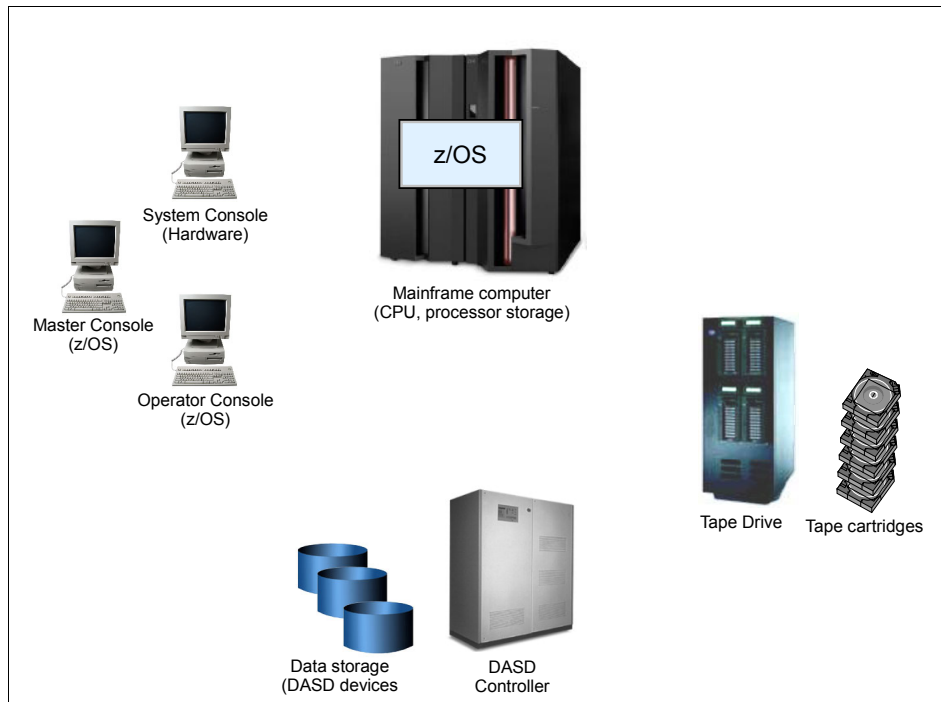 z/OS
System Console
(Hardware)
Mainframe computer
(CPU, processor storage)
Master Console
(z/OS)
Operator Console
(z/OS)
Tape Drive
Tape cartridges
Data storage
(DASD devices
DASD
Controller